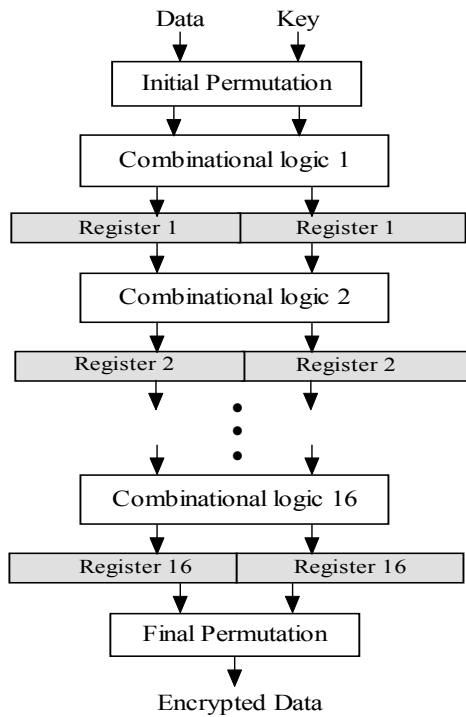 Data Key
Initial Permutation
Combinational logic 1
Register 1 Register 1
Combinational logic 2
Register 2 Register 2
Combinational logic 16
Register 16 Register 16
Final Permutation
Encrypted Data